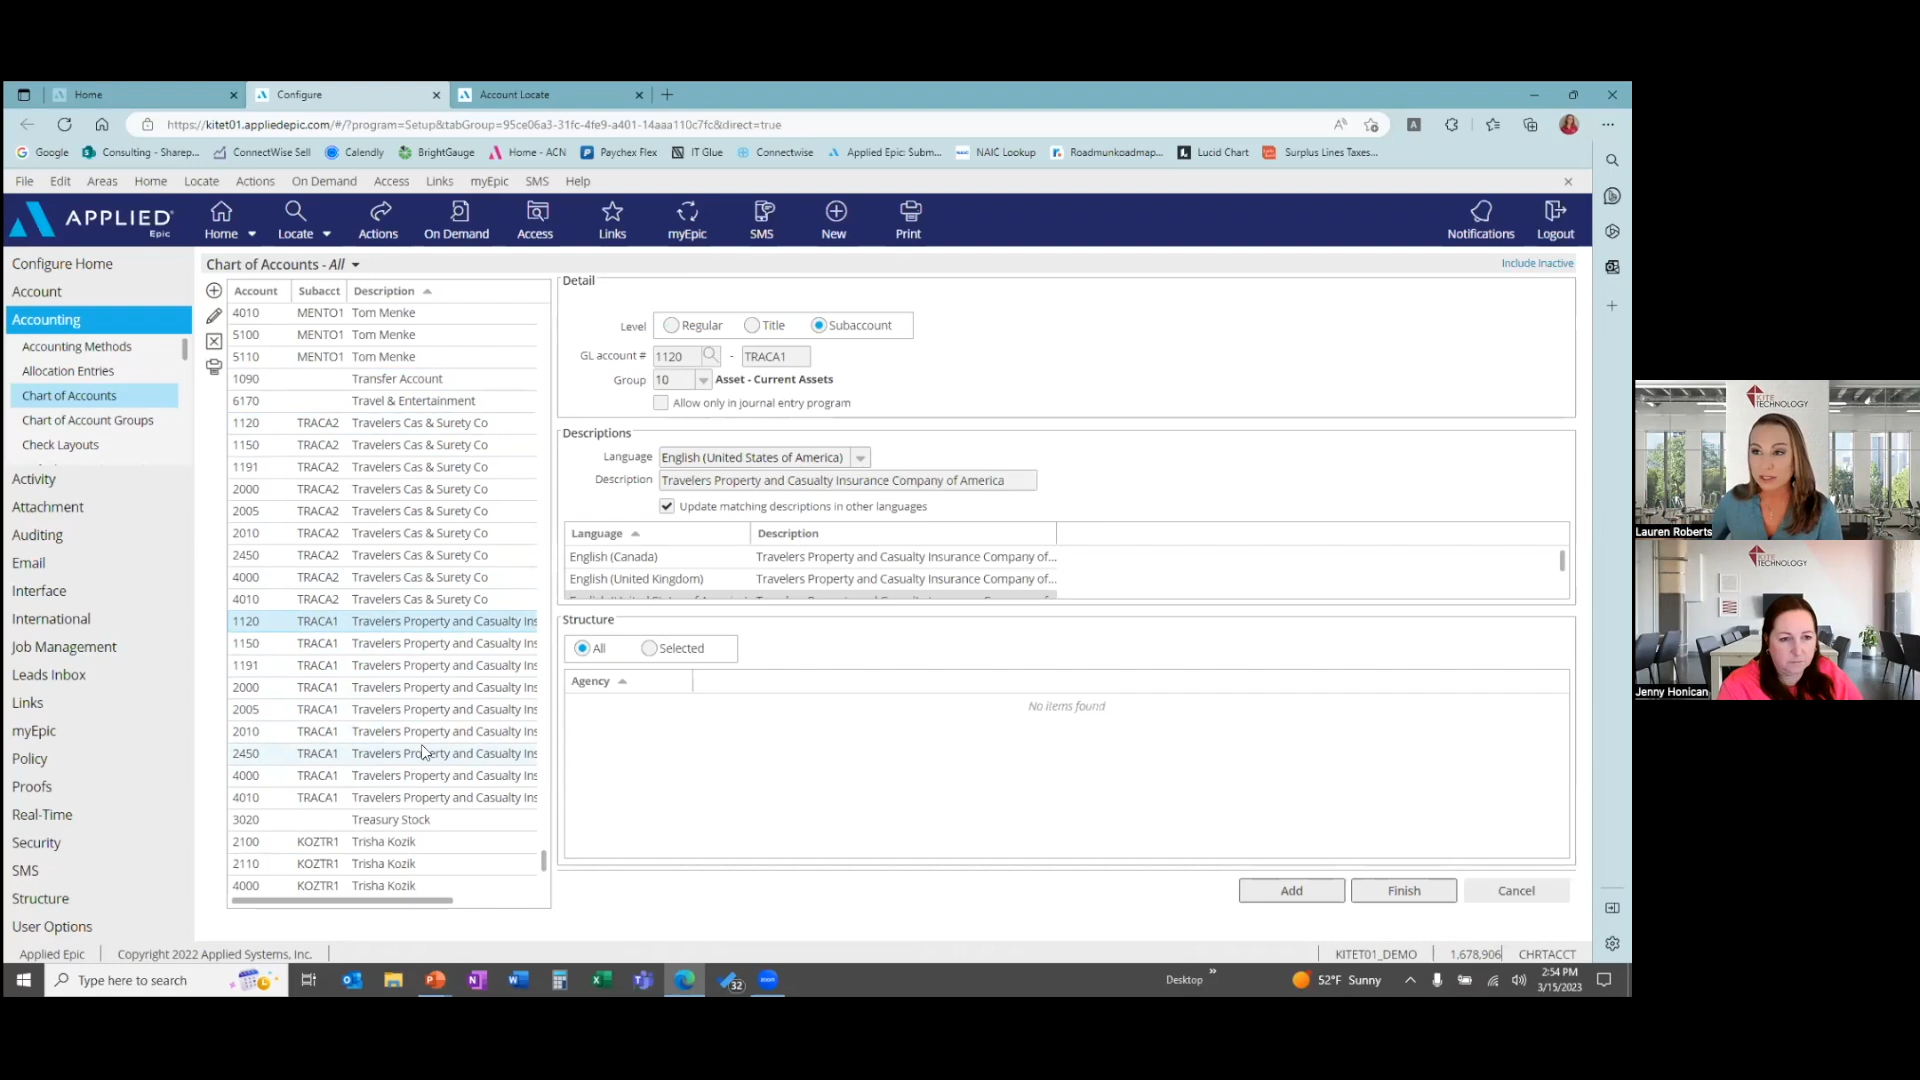 Home
Configure
Account Locate
https://kitet01.appliedepic.com/#/?program=Setup&tabGroup=95ce06a3-31fc-4fe9-a401-14aaa110c7fc&direct=true
Google
Consulting - Sharep...
ConnectWise Sell
Calendly
BrightGauge
Home - ACN
Paychex Flex
IT Glue
Connectwise
Applied Epic: Subm...
NAIC Lookup
Roadmunkroadmap...
Lucid Chart
Surplus Lines Taxes...
File Edit Areas Home Locate Actions On Demand Access Links myEpic SMS Help
APPLIED
Epic
Home
Locate
Actions
On Demand
Access
Links
myEpic
SMS
New
Print
Notifications
Logout
Configure Home
Account
Accounting
Accounting Methods
Allocation Entries
Chart of Accounts
Chart of Account Groups
Check Layouts
Activity
Attachment
Auditing
Email
Interface
International
Job Management
Leads Inbox
Links
myEpic
Policy
Proofs
Real-Time
Security
SMS
Structure
User Options
Chart of Accounts - All
Include Inactive
Account Subacct Description
4010 MENTO1 Tom Menke
5100 MENTO1 Tom Menke
5110 MENTO1 Tom Menke
1090 Transfer Account
6170 Travel & Entertainment
1120 TRACA2 Travelers Cas & Surety Co
1150 TRACA2 Travelers Cas & Surety Co
1191 TRACA2 Travelers Cas & Surety Co
2000 TRACA2 Travelers Cas & Surety Co
2005 TRACA2 Travelers Cas & Surety Co
2010 TRACA2 Travelers Cas & Surety Co
2450 TRACA2 Travelers Cas & Surety Co
4000 TRACA2 Travelers Cas & Surety Co
4010 TRACA2 Travelers Cas & Surety Co
1120 TRACA1 Travelers Property and Casualty Ins
1150 TRACA1 Travelers Property and Casualty Ins
1191 TRACA1 Travelers Property and Casualty Ins
2000 TRACA1 Travelers Property and Casualty Ins
2005 TRACA1 Travelers Property and Casualty Ins
2010 TRACA1 Travelers Property and Casualty Ins
2450 TRACA1 Travelers Property and Casualty Ins
4000 TRACA1 Travelers Property and Casualty Ins
4010 TRACA1 Travelers Property and Casualty Ins
3020 Treasury Stock
2100 KOZTR1 Trisha Kozik
2110 KOZTR1 Trisha Kozik
4000 KOZTR1 Trisha Kozik
Detail
Level Regular Title Subaccount
GL account # 1120 - TRACA1
Group 10 Asset - Current Assets
Allow only in journal entry program
Descriptions
Language English (United States of America)
Description Travelers Property and Casualty Insurance Company of America
Update matching descriptions in other languages
Language Description
English (Canada) Travelers Property and Casualty Insurance Company of...
English (United Kingdom) Travelers Property and Casualty Insurance Company of...
Structure
All Selected
Agency
No items found
Add
Finish
Cancel
Applied Epic
Copyright 2022 Applied Systems, Inc.
KITET01_DEMO
1,678,906
CHRTACCT
Type here to search
32
zoom
Desktop
52°F Sunny
2:54 PM
3/15/2023
KITE
TECHNOLOGY
Lauren Roberts
KITE
TECHNOLOGY
Jenny Honican